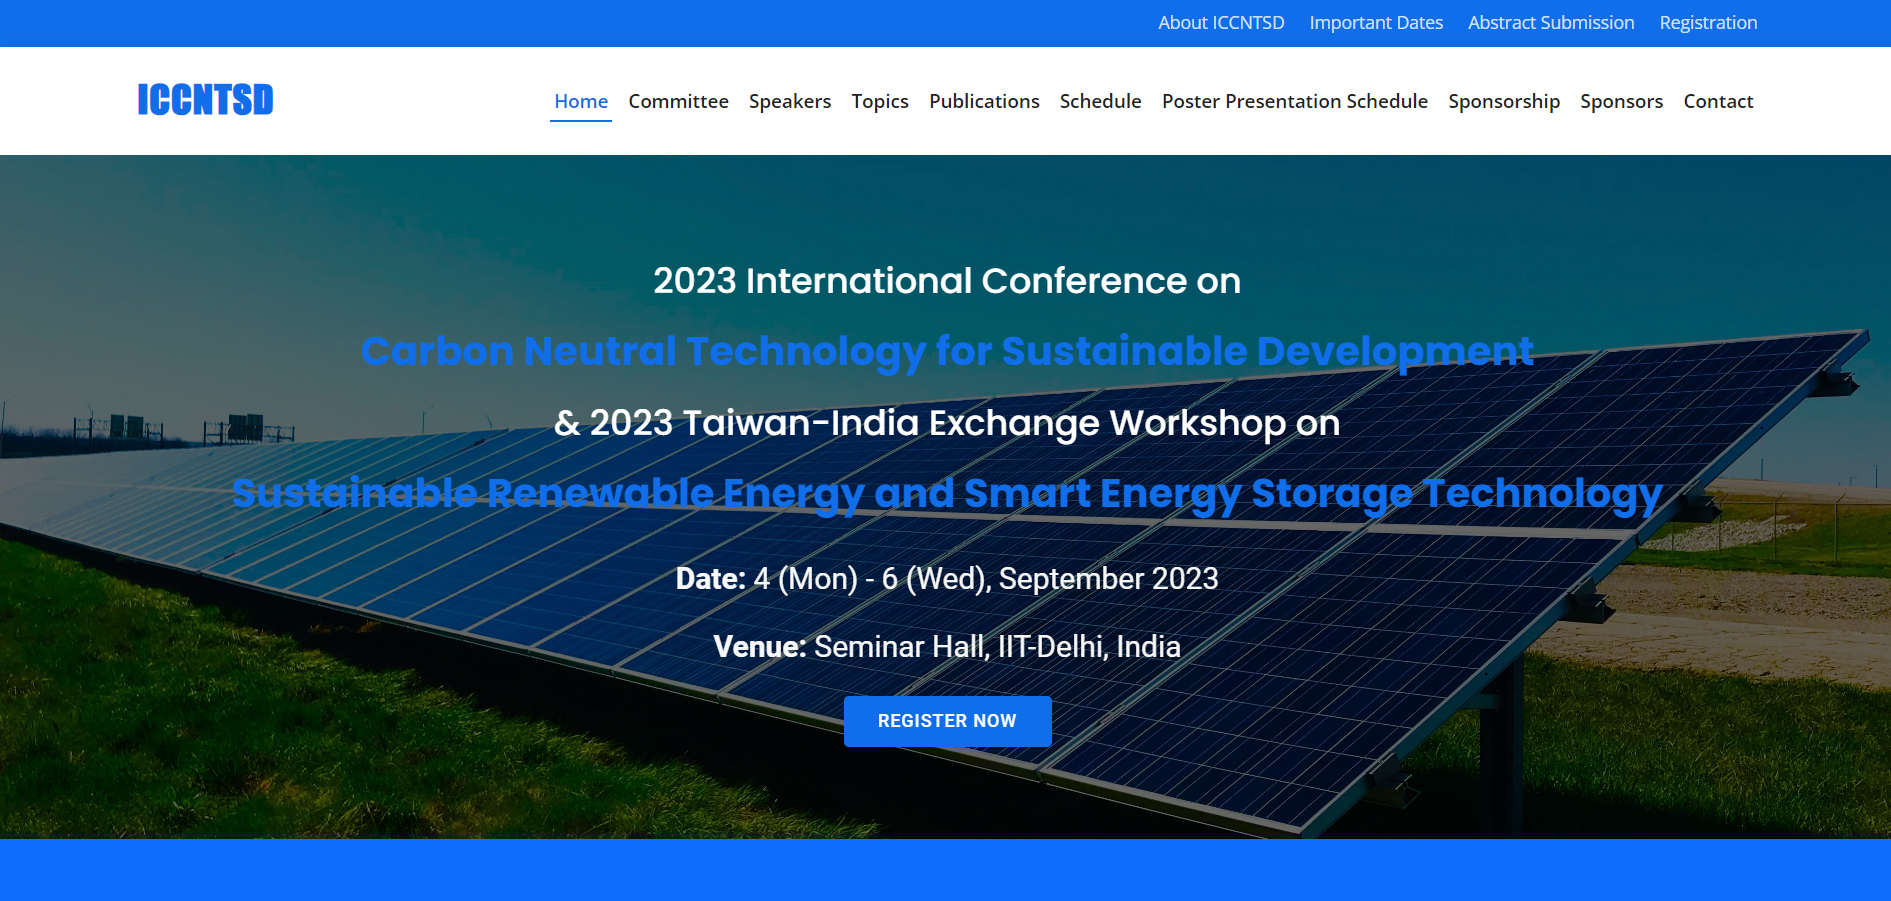 About ICCNTSD Important Dates Abstract Submission Registration
ICCNTSD
Home Committee Speakers Topics Publications Schedule Poster Presentation Schedule Sponsorship Sponsors Contact
2023 International Conference on
Carbon Neutral Technology for Sustainable Development
& 2023 Taiwan-India Exchange Workshop on
Sustainable Renewable Energy and Smart Energy Storage Technology
Date: 4 (Mon) - 6 (Wed), September 2023
Venue: Seminar Hall, IIT-Delhi, India
REGISTER NOW